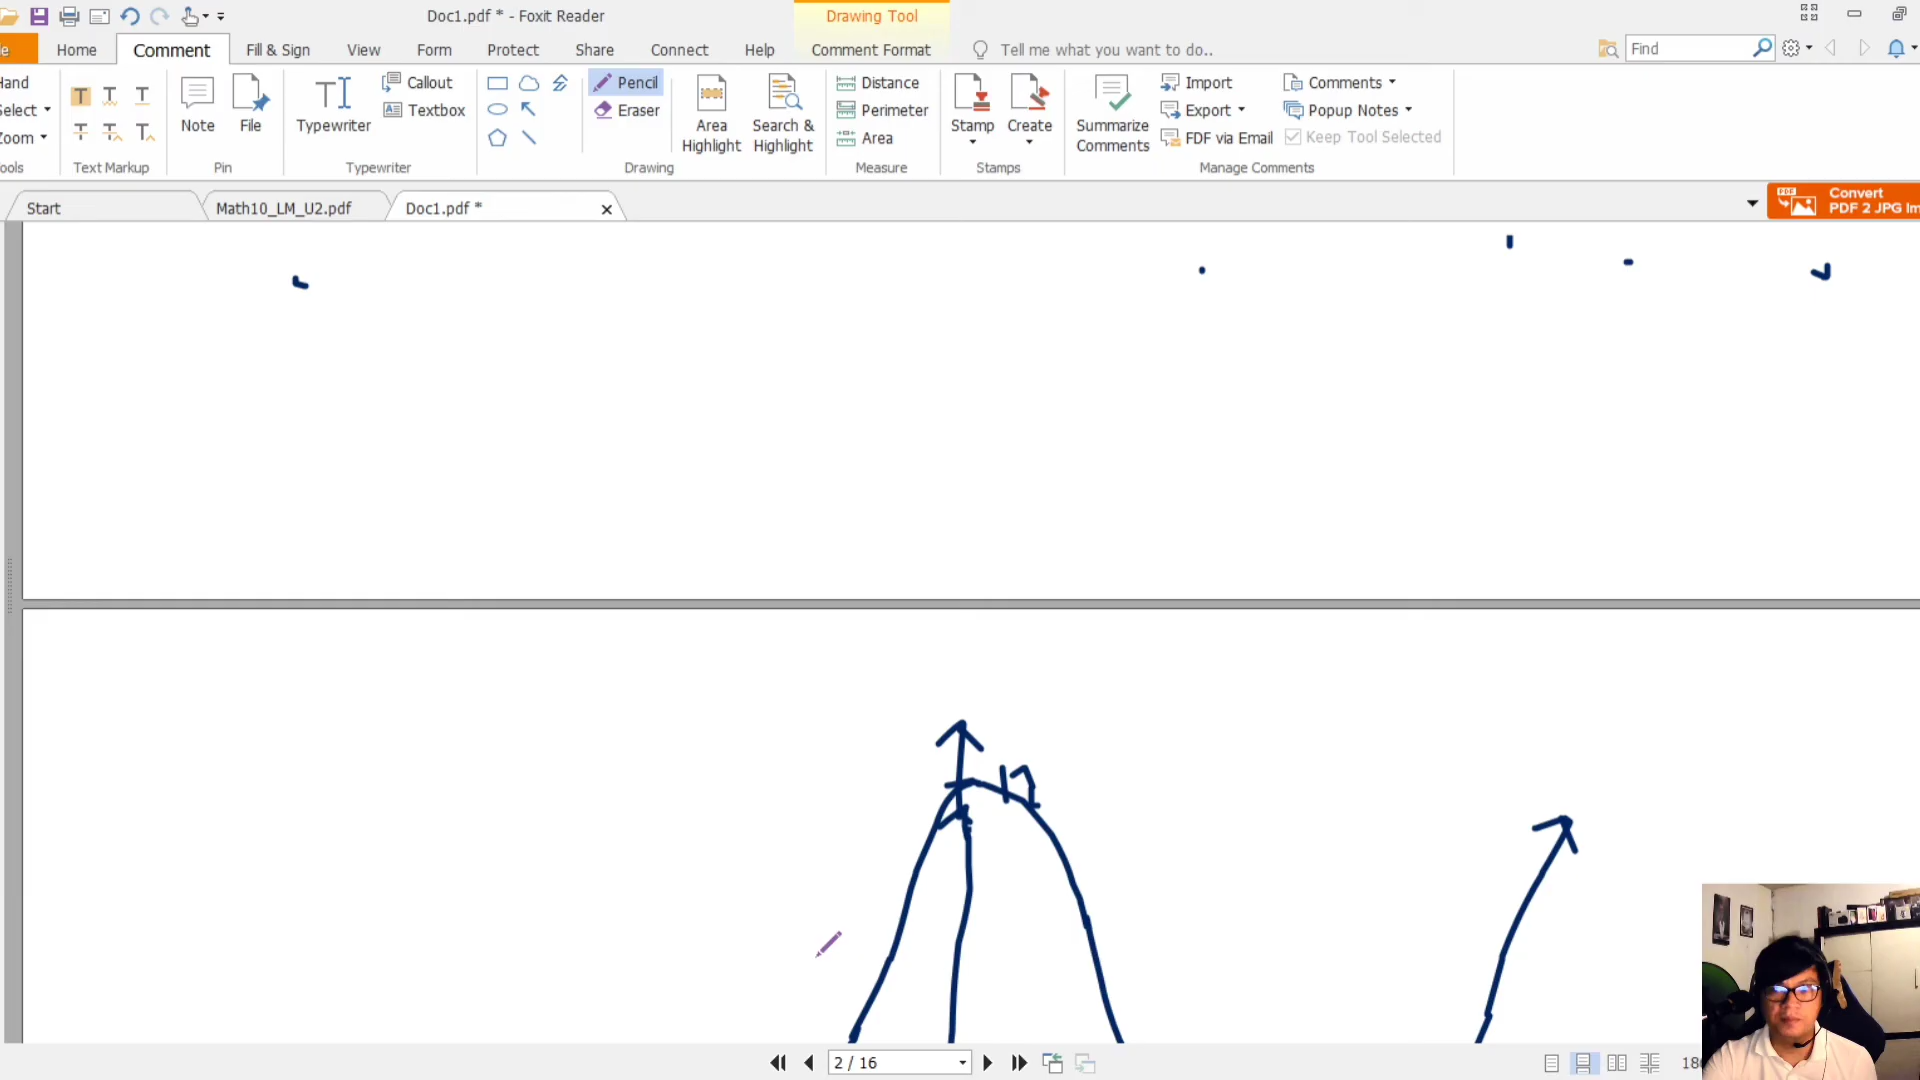 Doc1.pdf * - Foxit Reader
Drawing Tool
Home
Comment
Fill & Sign
View
Form
Protect
Share
Connect
Help
Comment Format
Tell me what you want to do..
Find
Hand
Select
Zoom
Note
File
Typewriter
Callout
Textbox
Pencil
Eraser
Area
Highlight
Search &
Highlight
Distance
Perimeter
Area
Stamp
Create
Summarize
Comments
Import
Export
FDF via Email
Comments
Popup Notes
Keep Tool Selected
ools
Text Markup
Pin
Typewriter
Drawing
Measure
Stamps
Manage Comments
Start
Math10_LM_U2.pdf
Doc1.pdf *
Convert
PDF 2 JPG Im
2 / 16